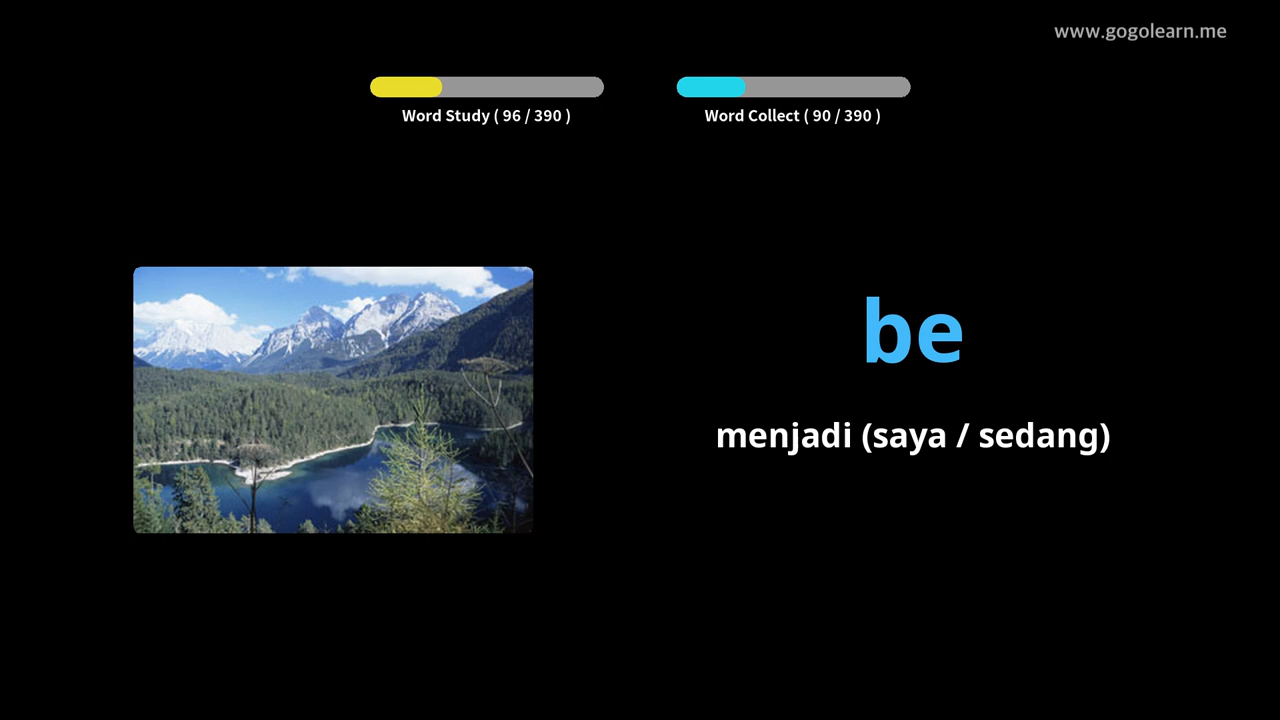 www.gogolearn.me
Word Study ( 96 / 390 )
Word Collect ( 90 / 390 )
be
menjadi (saya / sedang)